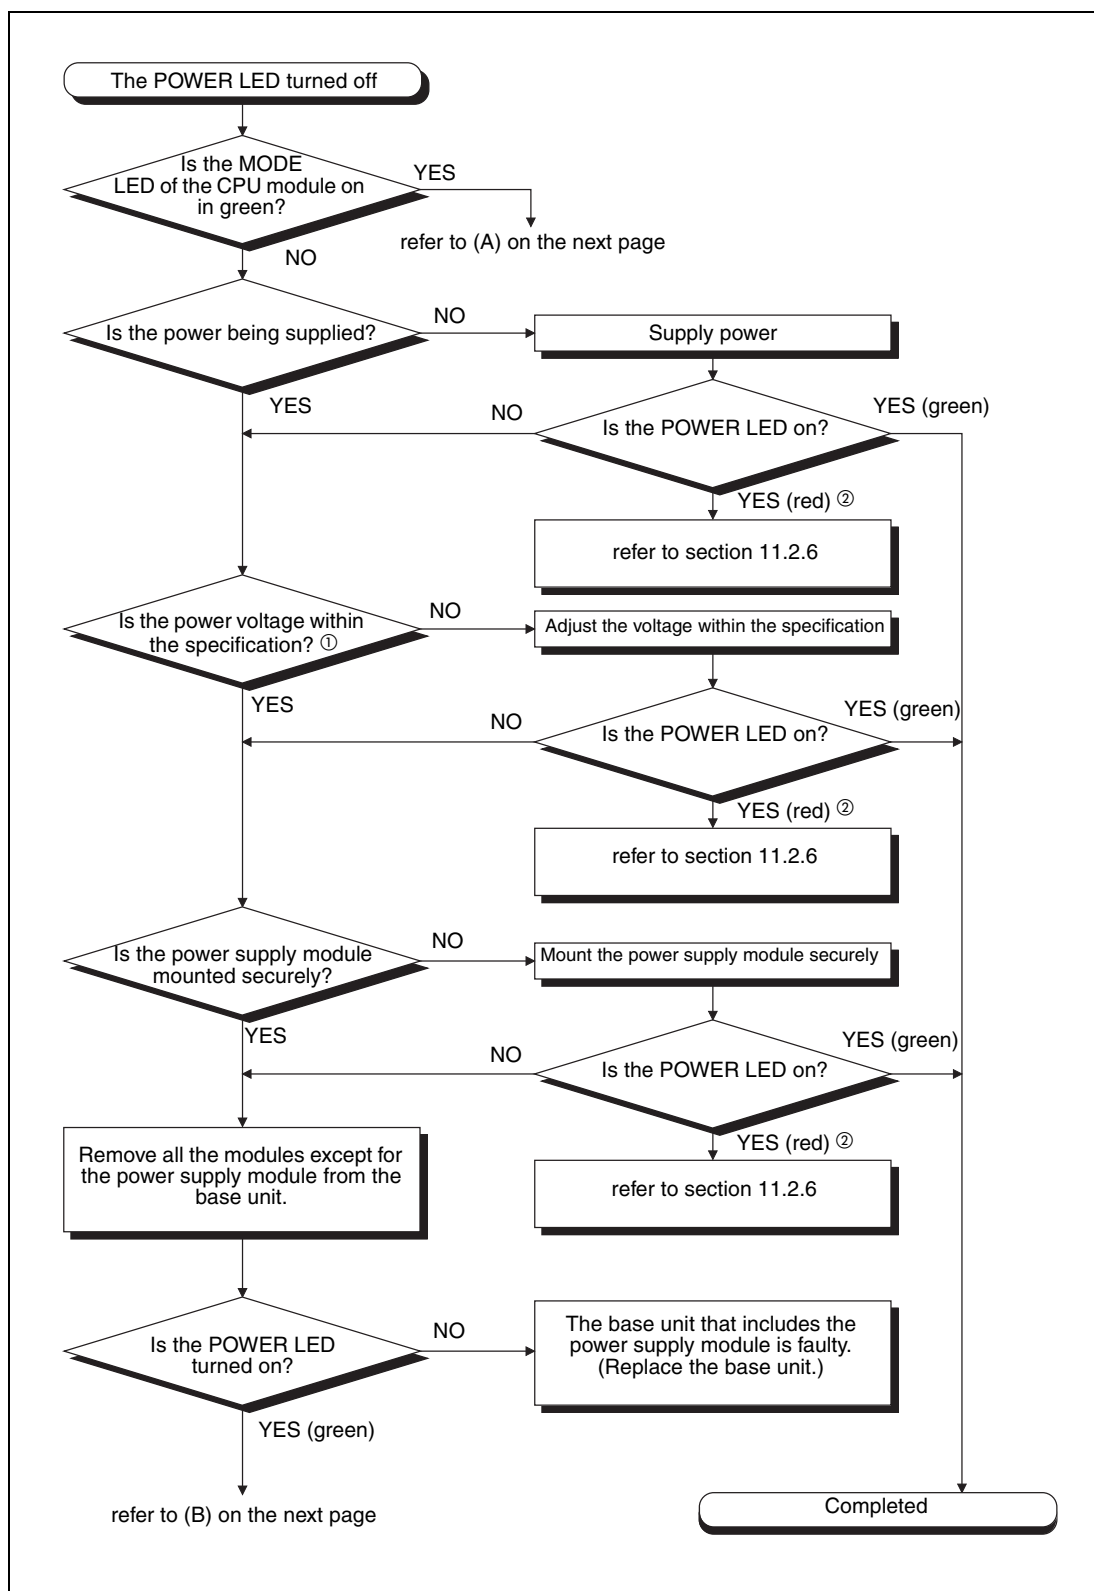 The POWER LED turned off
Is the MODE
LED of the CPU module on
in green?
YES
refer to (A) on the next page
NO
Is the power being supplied?
NO
Supply power
YES
NO
Is the POWER LED on?
YES (green)
YES (red) ②
refer to section 11.2.6
Is the power voltage within
the specification? ①
NO
Adjust the voltage within the specification
YES
NO
Is the POWER LED on?
YES (green)
YES (red) ②
refer to section 11.2.6
Is the power supply module
mounted securely?
NO
Mount the power supply module securely
YES
NO
Is the POWER LED on?
YES (green)
YES (red) ②
refer to section 11.2.6
Remove all the modules except for
the power supply module from the
base unit.
Is the POWER LED
turned on?
NO
The base unit that includes the
power supply module is faulty.
(Replace the base unit.)
YES (green)
refer to (B) on the next page
Completed